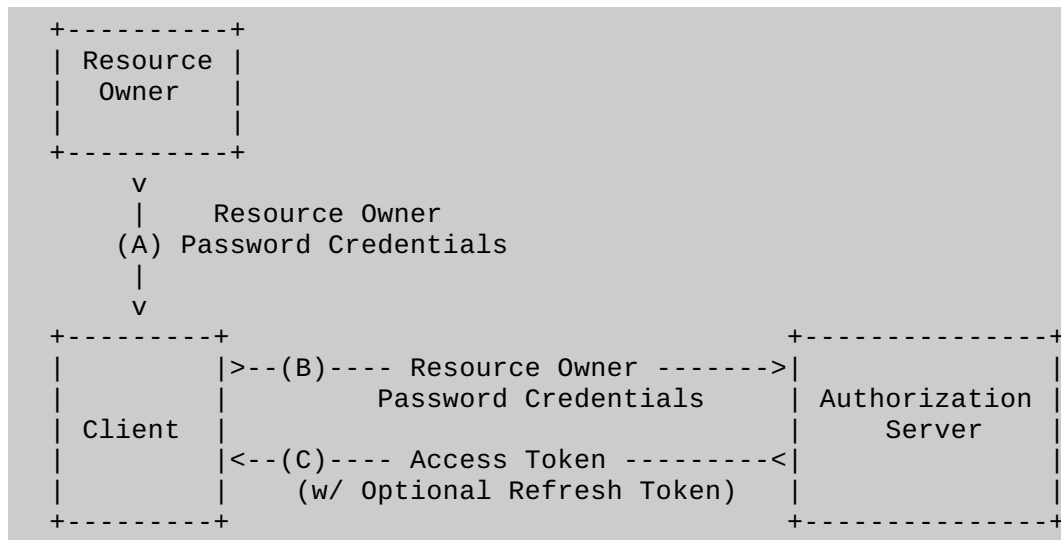 +----------+
| Resource |
|  Owner   |
|          |
+----------+
     v
     |    Resource Owner
    (A) Password Credentials
     |
     v
+---------+                                  +---------------+
|         |>--(B)---- Resource Owner ------->|               |
|         |         Password Credentials     | Authorization |
| Client  |                                  |     Server    |
|         |<--(C)---- Access Token ---------<|               |
|         |    (w/ Optional Refresh Token)   |               |
+---------+                                  +---------------+